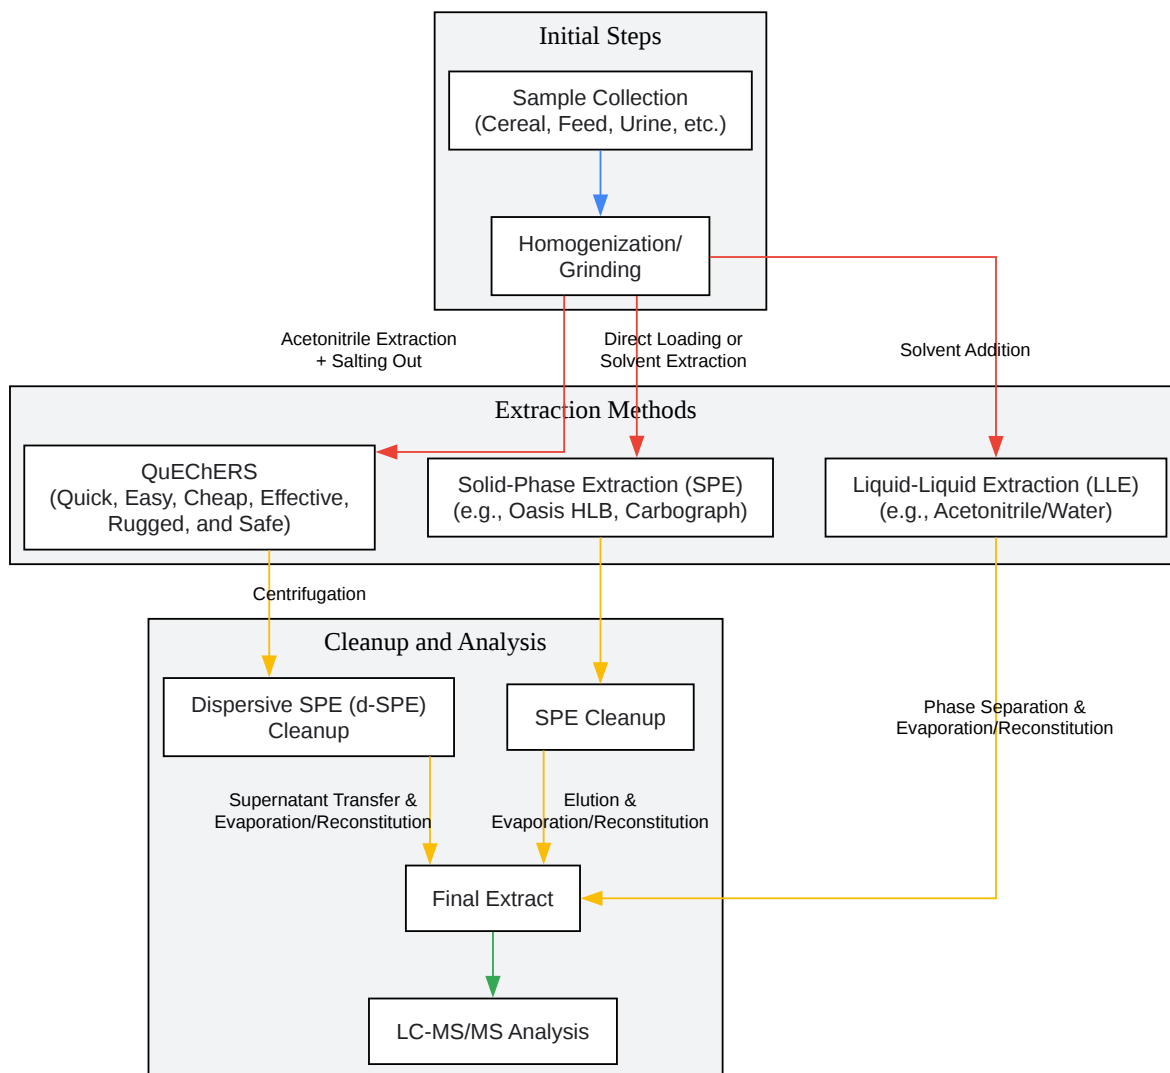 Initial Steps
Sample Collection
(Cereal, Feed, Urine, etc.)
Homogenization/
Grinding
Acetonitrile Extraction
+ Salting Out
Direct Loading or
Solvent Extraction
Solvent Addition
Extraction Methods
QuEChERS
(Quick, Easy, Cheap, Effective,
Rugged, and Safe)
Solid-Phase Extraction (SPE)
(e.g., Oasis HLB, Carbograph)
Liquid-Liquid Extraction (LLE)
(e.g., Acetonitrile/Water)
Centrifugation
Cleanup and Analysis
Dispersive SPE (d-SPE)
Cleanup
SPE Cleanup
Phase Separation &
Evaporation/Reconstitution
Supernatant Transfer &
Evaporation/Reconstitution
Elution &
Evaporation/Reconstitution
Final Extract
LC-MS/MS Analysis